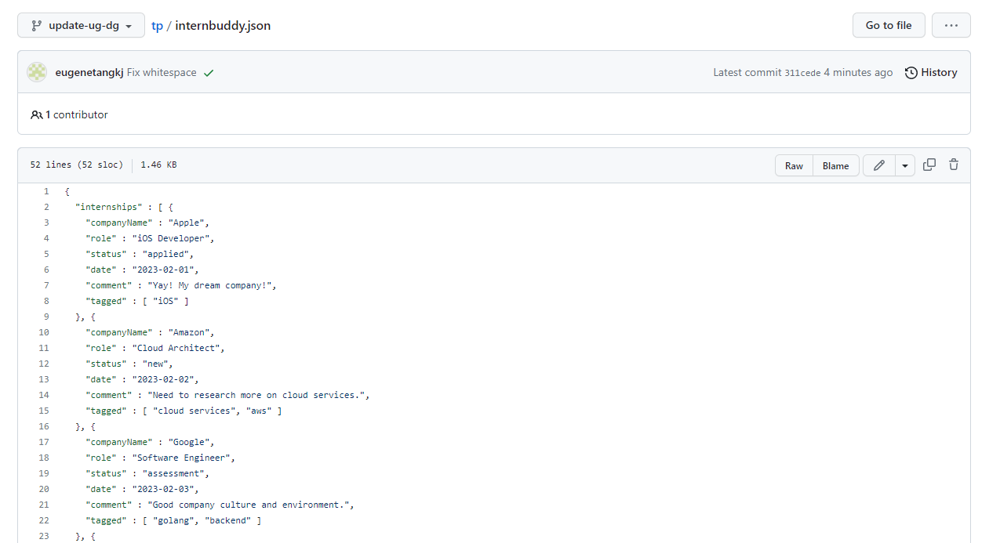 update-ug-dg tp / internbuddy.json Go to file ...
eugenetangkj Fix whitespace Latest commit 311cede 4 minutes ago History
1 contributor
52 lines (52 sloc) 1.46 KB Raw Blame
1 {
2 "internships" : [ {
3 "companyName" : "Apple",
4 "role" : "iOS Developer",
5 "status" : "applied",
6 "date" : "2023-02-01",
7 "comment" : "Yay! My dream company!",
8 "tagged" : [ "iOS" ]
9 }, {
10 "companyName" : "Amazon",
11 "role" : "Cloud Architect",
12 "status" : "new",
13 "date" : "2023-02-02",
14 "comment" : "Need to research more on cloud services.",
15 "tagged" : [ "cloud services", "aws" ]
16 }, {
17 "companyName" : "Google",
18 "role" : "Software Engineer",
19 "status" : "assessment",
20 "date" : "2023-02-03",
21 "comment" : "Good company culture and environment.",
22 "tagged" : [ "golang", "backend" ]
23 }, {